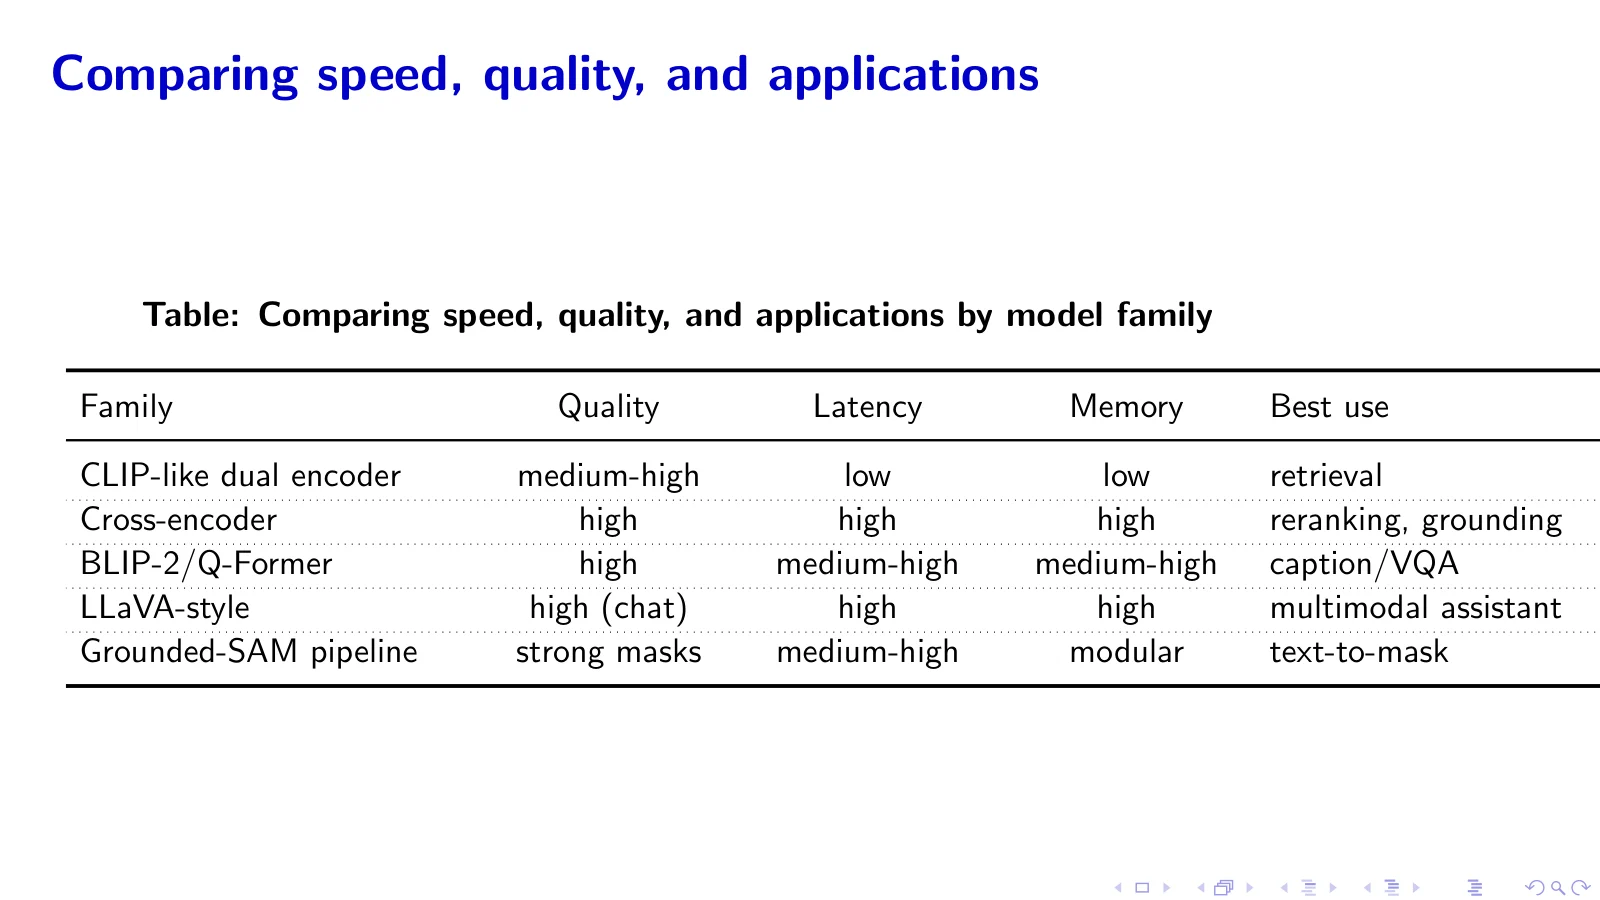 Comparing speed, quality, and applications
Table: Comparing speed, quality, and applications by model family
Family Quality Latency Memory Best use
CLIP-like dual encoder medium-high low low retrieval
Cross-encoder high high high reranking, grounding
BLIP-2/Q-Former high medium-high medium-high caption/VQA
LLaVA-style high (chat) high high multimodal assistant
Grounded-SAM pipeline strong masks medium-high modular text-to-mask